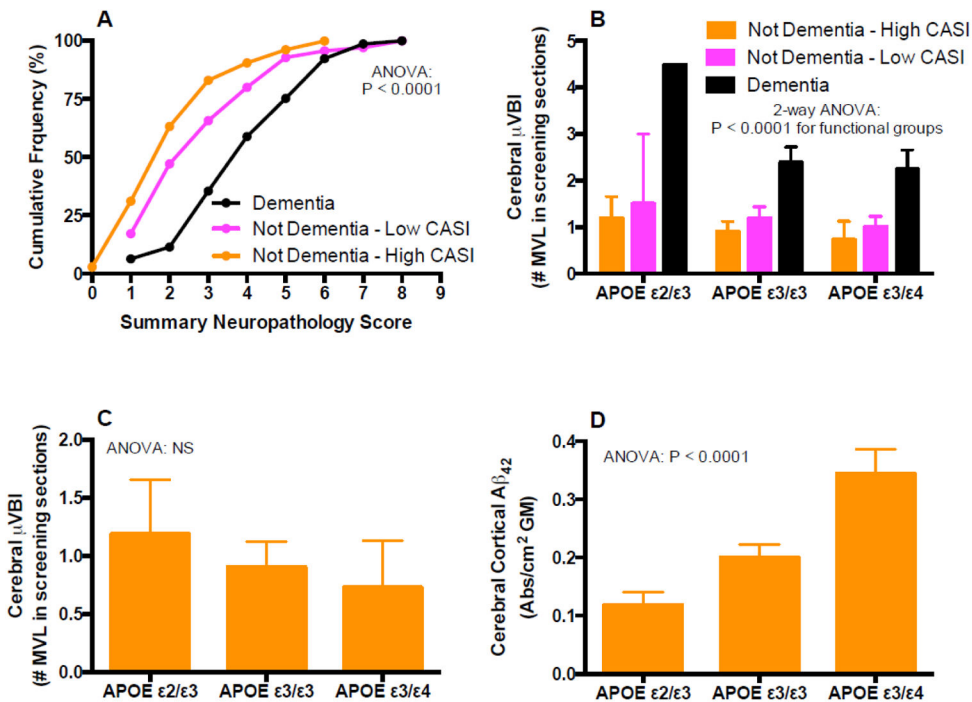 A
Cumulative Frquency (%)
100
75
50
25
0
ANOVA:
P < 0.0001
Dementia
Not Dementia - Low CASI
Not Dementia - High CASI
0 1 2 3 4 5 6 7 8 9
Summary Neuropathology Score
B
Cerebral μVBI
(# MVL in screening sections)
5
4
3
2
1
0
Not Dementia - High CASI
Not Dementia - Low CASI
Dementia
2-way ANOVA:
P < 0.0001 for functional groups
APOE ε2/ε3 APOE ε3/ε3 APOE ε3/ε4
C
Cerebral μVBI
(# MVL in screening sections)
2.0
1.5
1.0
0.5
0.0
ANOVA: NS
APOE ε2/ε3 APOE ε3/ε3 APOE ε3/ε4
D
Cerebral Cortical Aβ42
(Abs/cm² GM)
0.4
0.3
0.2
0.1
0.0
ANOVA: P < 0.0001
APOE ε2/ε3 APOE ε3/ε3 APOE ε3/ε4